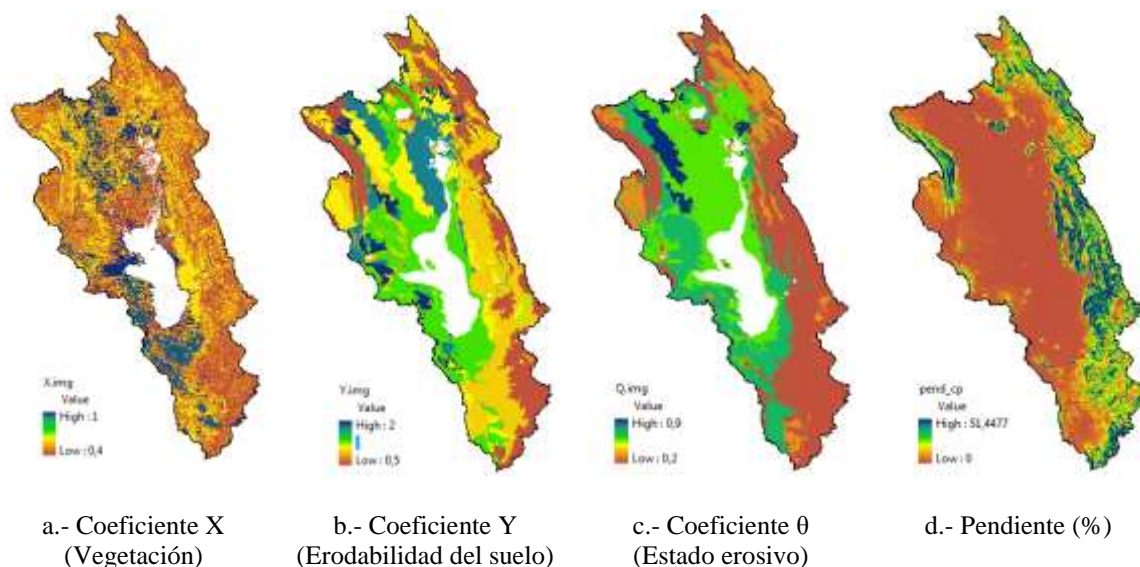 X.img
Value
High : 1
Low : 0,4
Y.img
Value
High : 2
Low : 0,5
Q.img
Value
High : 0,9
Low : 0,2
pend_cp
Value
High : 51,4477
Low : 0
a.- Coeficiente X
(Vegetación)
b.- Coeficiente Y
(Erodabilidad del suelo)
c.- Coeficiente θ
(Estado erosivo)
d.- Pendiente (%)